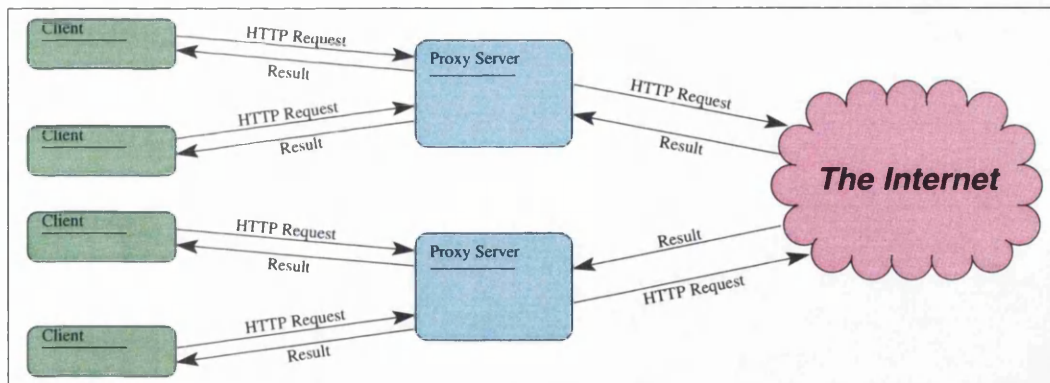 Client
HTTP Request
Result
Proxy Server
HTTP Request
Result
HTTP Request
Result
Client
The Internet
Client
HTTP Request
Result
Proxy Server
Result
HTTP Request
HTTP Request
Result
Client